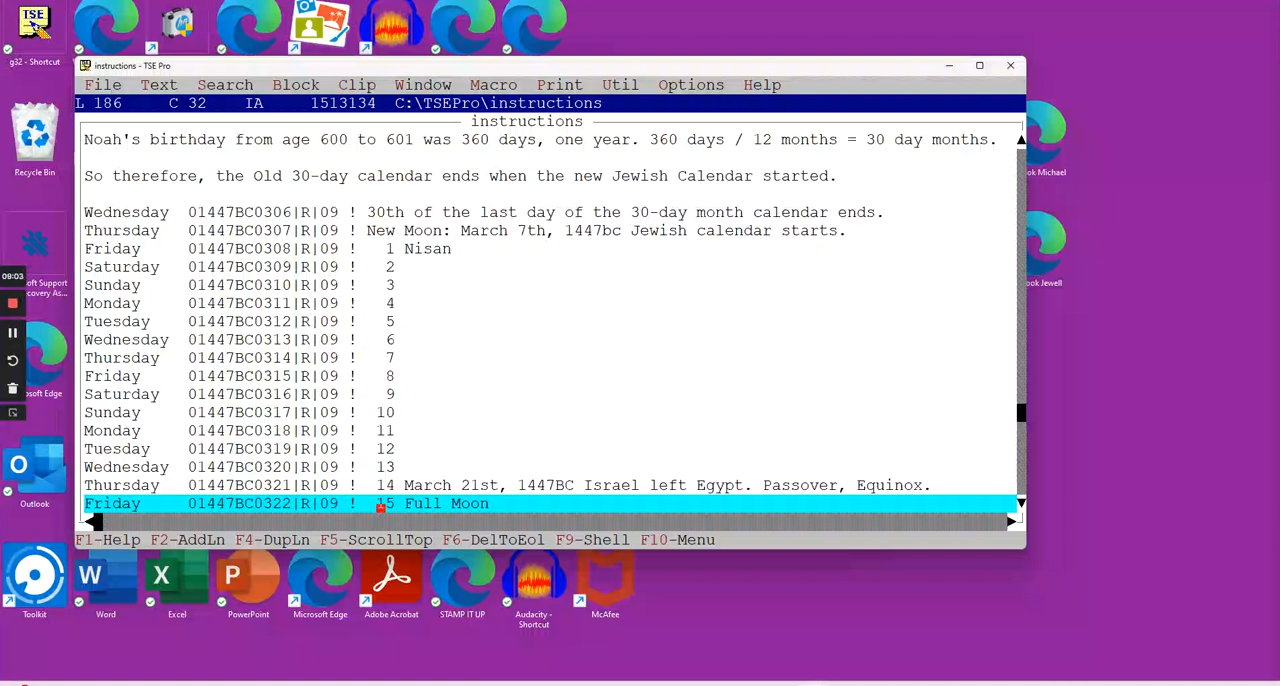 TSE
g32 - Shortcut
instructions - TSE Pro
File Text Search Block Clip Window Macro Print Util Options Help
L 186 C 32 IA 1513134 C:\TSEPro\instructions
instructions
Noah's birthday from age 600 to 601 was 360 days, one year. 360 days / 12 months = 30 day months.
So therefore, the Old 30-day calendar ends when the new Jewish Calendar started.
Wednesday 01447BC0306|R|09 ! 30th of the last day of the 30-day month calendar ends.
Thursday 01447BC0307|R|09 ! New Moon: March 7th, 1447bc Jewish calendar starts.
Friday 01447BC0308|R|09 ! 1 Nisan
Saturday 01447BC0309|R|09 ! 2
Sunday 01447BC0310|R|09 ! 3
Monday 01447BC0311|R|09 ! 4
Tuesday 01447BC0312|R|09 ! 5
Wednesday 01447BC0313|R|09 ! 6
Thursday 01447BC0314|R|09 ! 7
Friday 01447BC0315|R|09 ! 8
Saturday 01447BC0316|R|09 ! 9
Sunday 01447BC0317|R|09 ! 10
Monday 01447BC0318|R|09 ! 11
Tuesday 01447BC0319|R|09 ! 12
Wednesday 01447BC0320|R|09 ! 13
Thursday 01447BC0321|R|09 ! 14 March 21st, 1447BC Israel left Egypt. Passover, Equinox.
Friday 01447BC0322|R|09 ! 15 Full Moon
F1-Help F2-AddLn F4-DupLn F5-ScrollTop F6-DelToEol F9-Shell F10-Menu
Recycle Bin
09:03
soft Support
covery As...
osoft Edge
Outlook
ook Michael
ook Jewell
Toolkit
Word
Excel
PowerPoint
Microsoft Edge
Adobe Acrobat
STAMP IT UP
Audacity -
Shortcut
McAfee